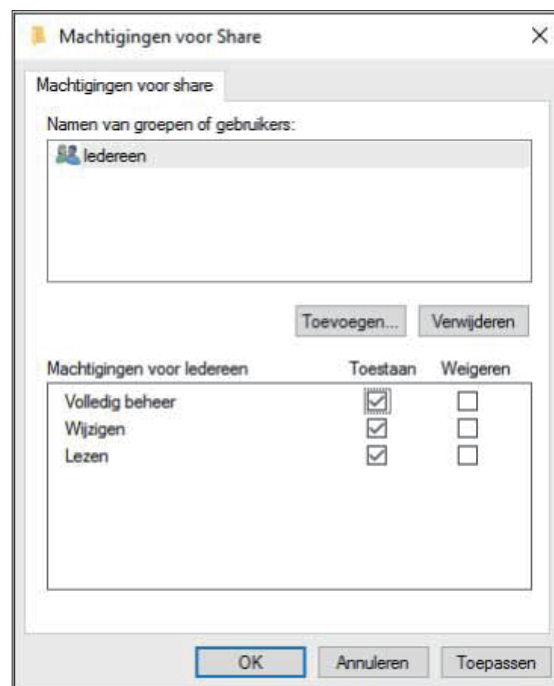 Machtigingen voor Share
Machtigingen voor share
Namen van groepen of gebruikers:
Iedereen
Toevoegen... Verwijderen
Machtigingen voor Iedereen Toestaan Weigeren
Volledig beheer
Wijzigen
Lezen
OK Annuleren Toepassen